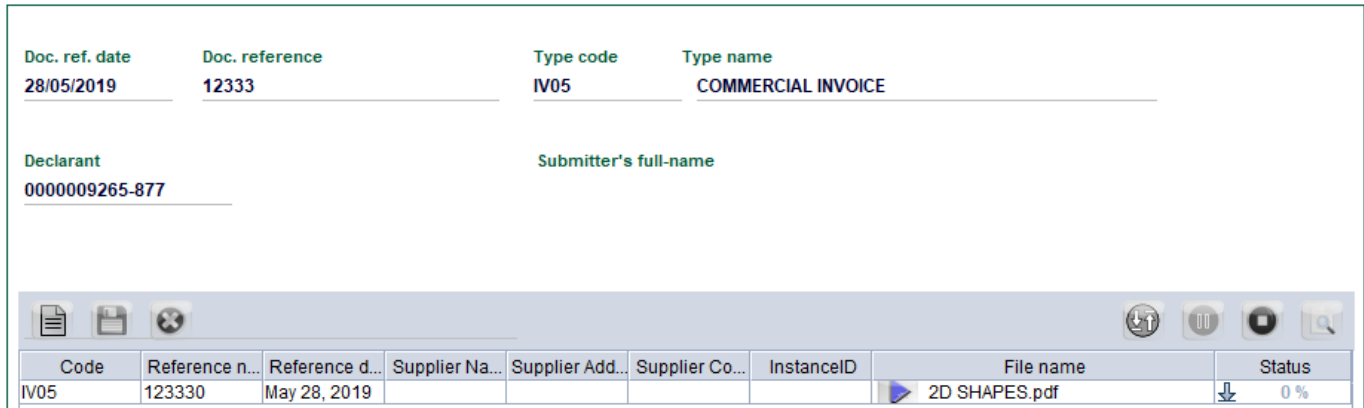 Doc. ref. date Doc. reference Type code Type name
28/05/2019 12333 IV05 COMMERCIAL INVOICE
Declarant Submitter's full-name
0000009265-877
Code Reference n... Reference d... Supplier Na... Supplier Add... Supplier Co... InstanceID File name Status
IV05 123330 May 28, 2019 2D SHAPES.pdf 0 %